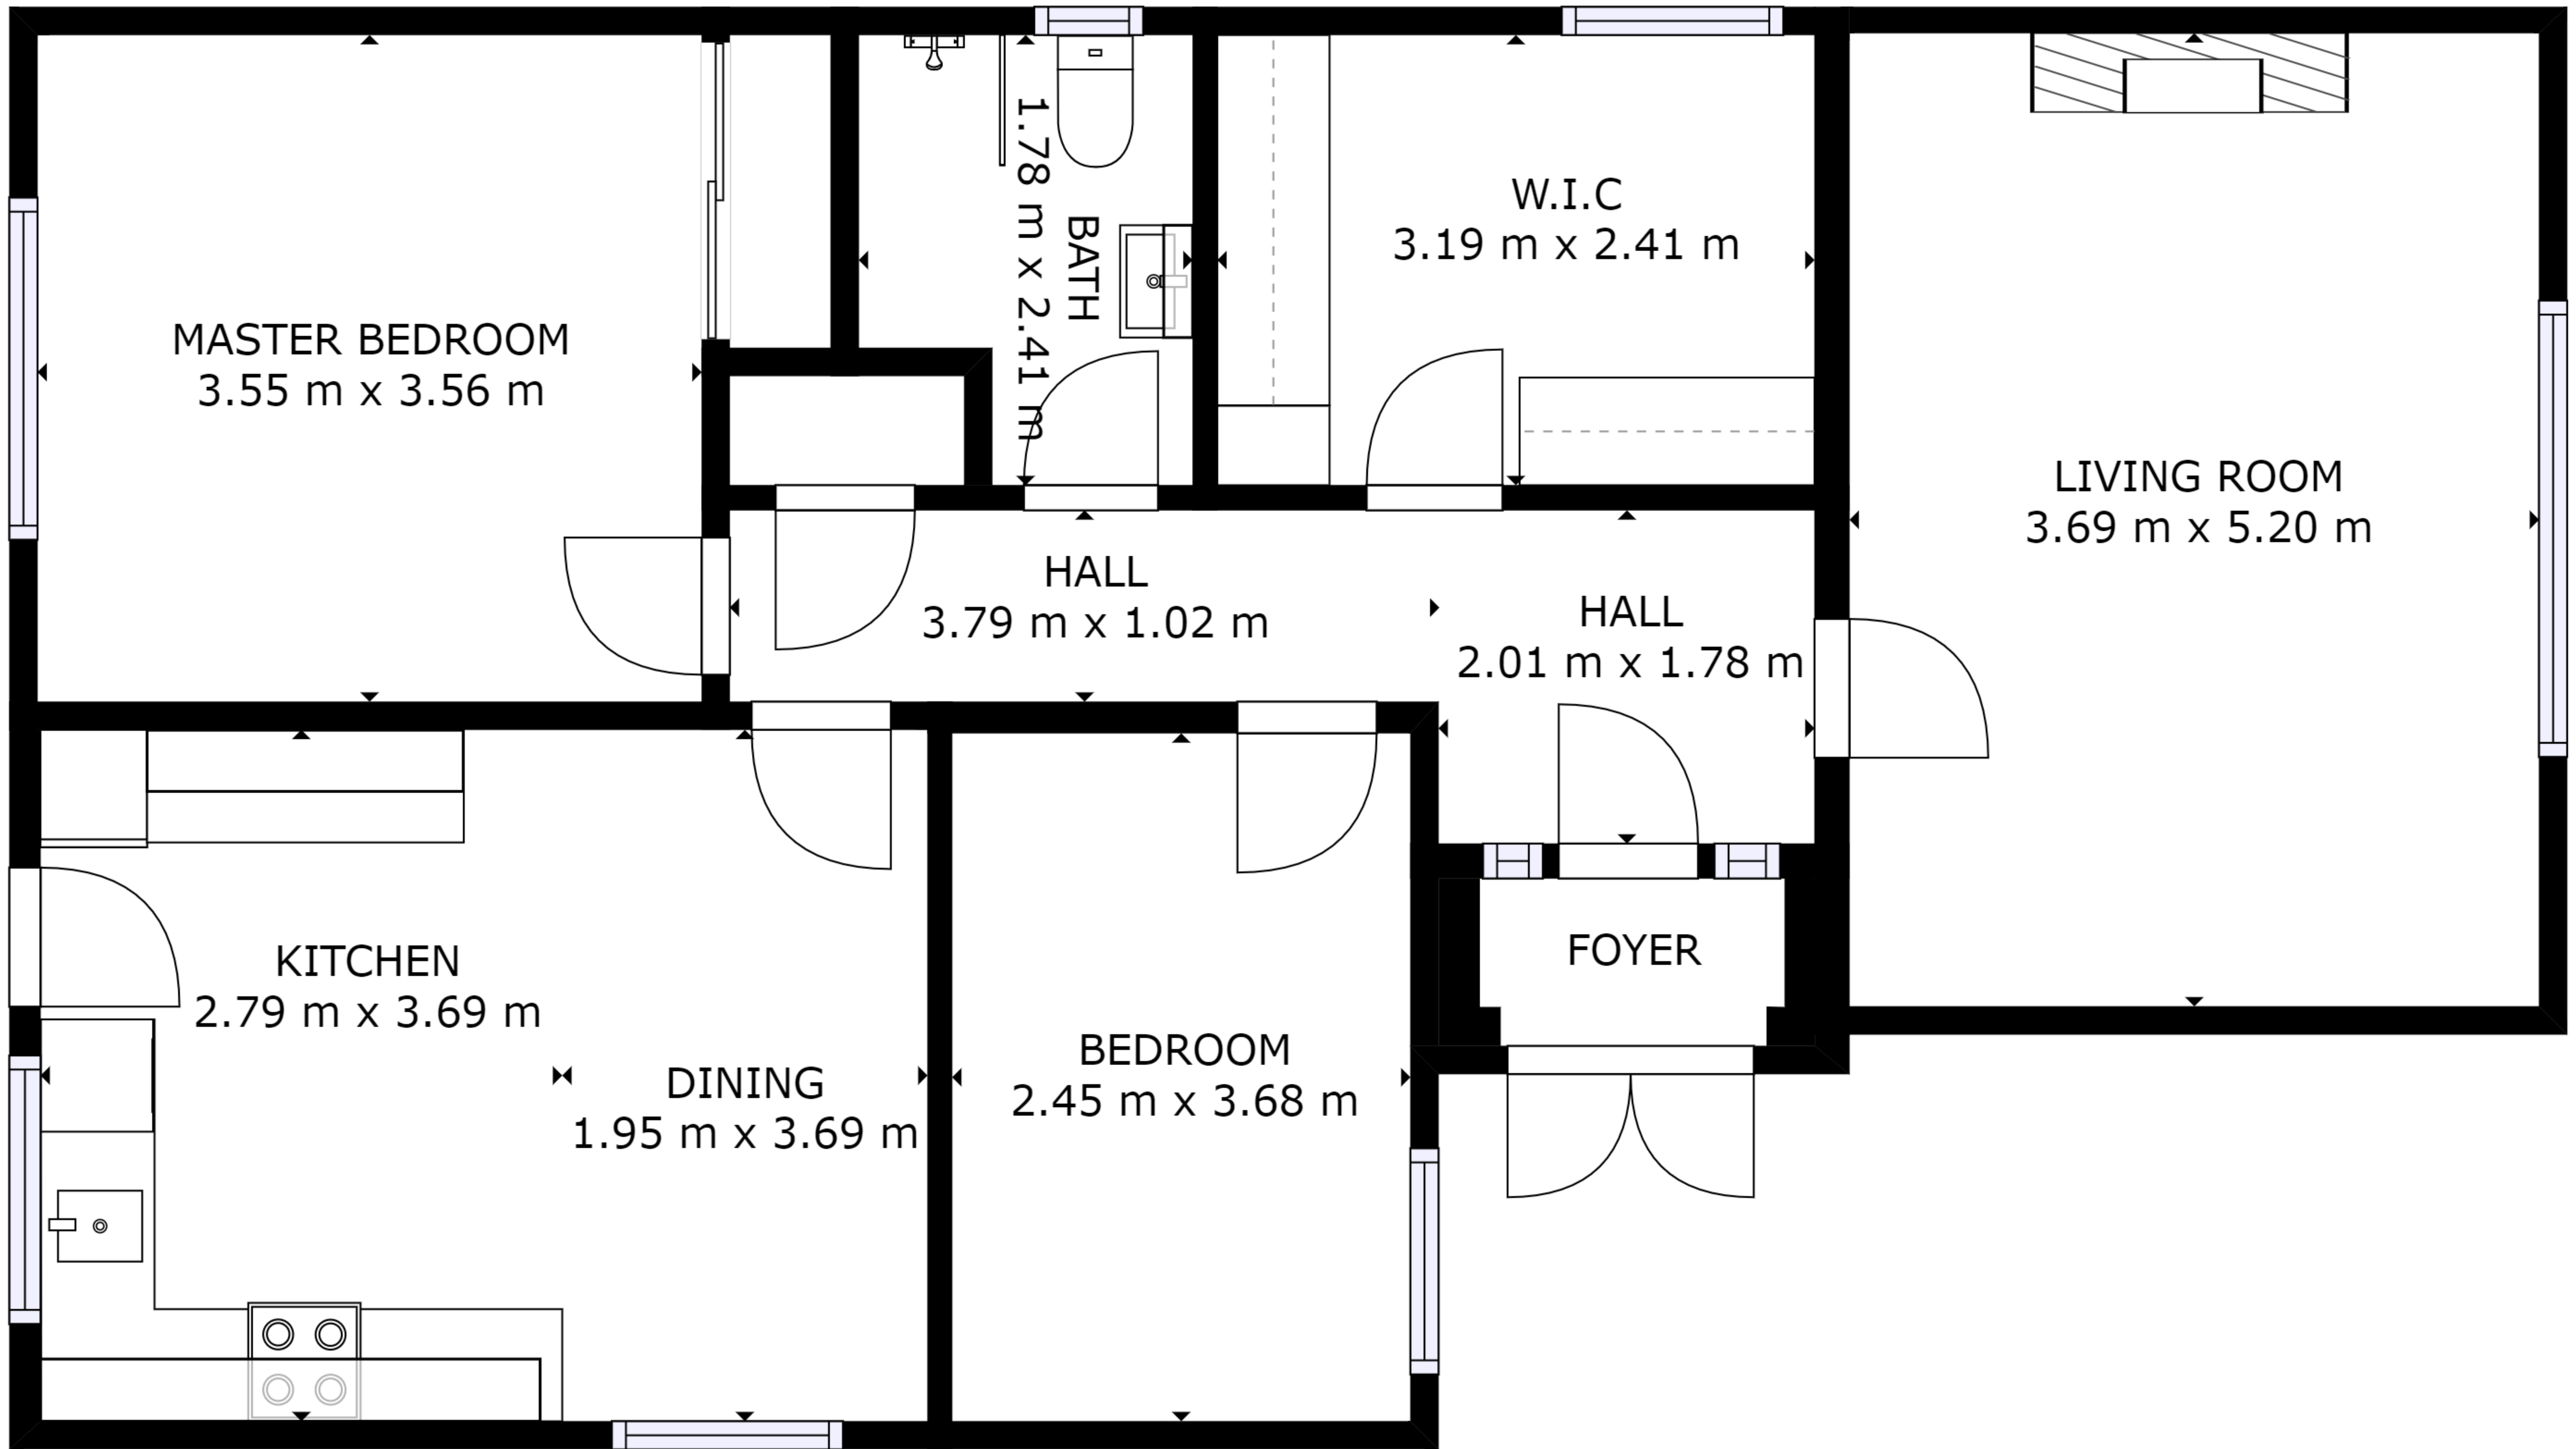 MASTER BEDROOM
3.55 m x 3.56 m
BATH
1.78 m x 2.41 m
W.I.C
3.19 m x 2.41 m
LIVING ROOM
3.69 m x 5.20 m
HALL
3.79 m x 1.02 m
HALL
2.01 m x 1.78 m
KITCHEN
2.79 m x 3.69 m
DINING
1.95 m x 3.69 m
BEDROOM
2.45 m x 3.68 m
FOYER